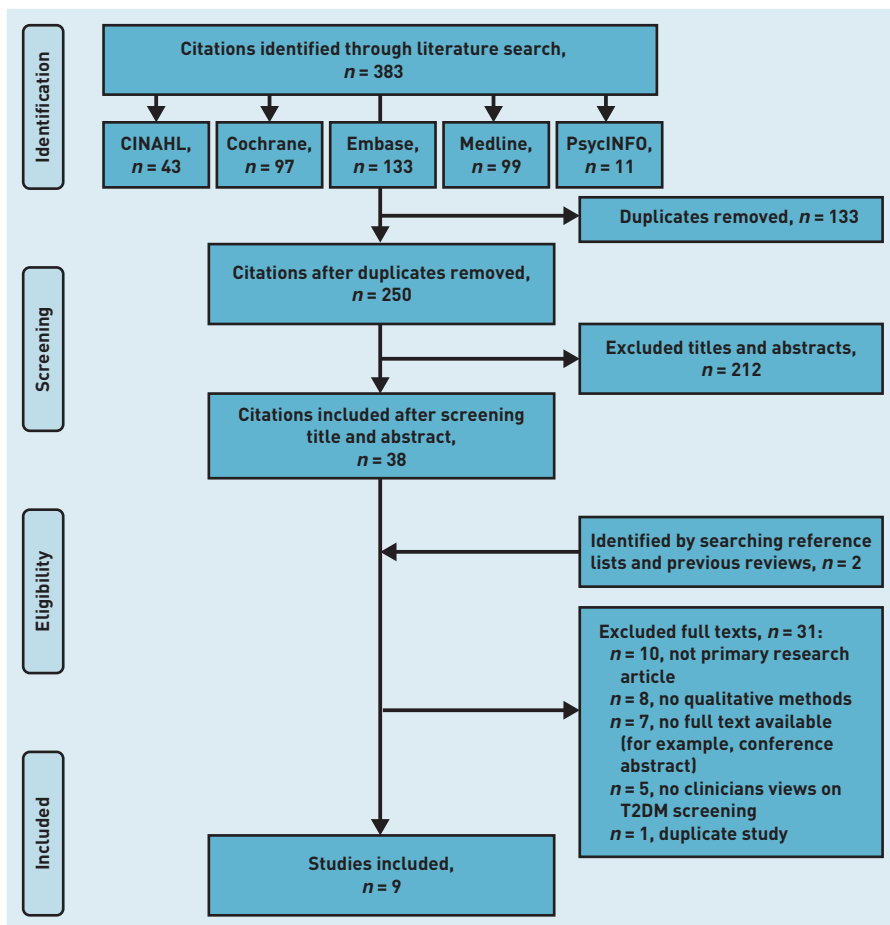 Identification
Citations identified through literature search,
n = 383
CINAHL,
n = 43
Cochrane,
n = 97
Embase,
n = 133
Medline,
n = 99
PsycINFO,
n = 11
Duplicates removed, n = 133
Screening
Citations after duplicates removed,
n = 250
Excluded titles and abstracts,
n = 212
Citations included after screening
title and abstract,
n = 38
Eligibility
Identified by searching reference
lists and previous reviews, n = 2
Excluded full texts, n = 31:
n = 10, not primary research
article
n = 8, no qualitative methods
n = 7, no full text available
(for example, conference
abstract)
n = 5, no clinicians views on
T2DM screening
n = 1, duplicate study
Included
Studies included,
n = 9